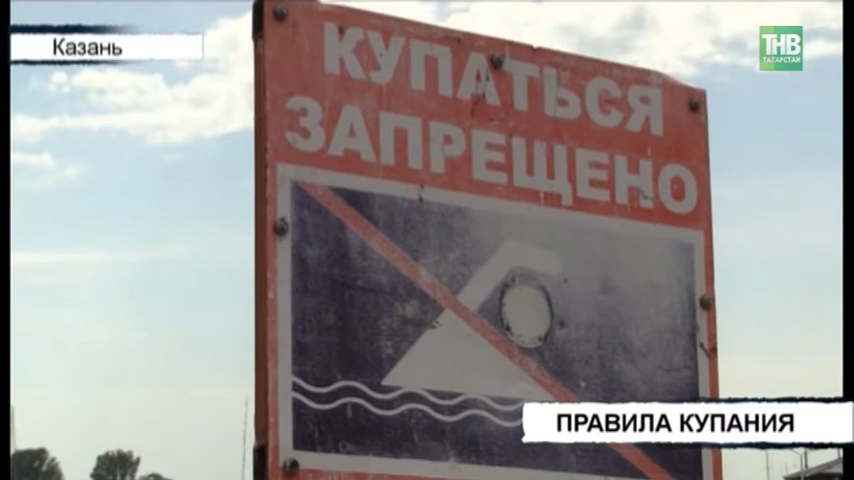 Казань
ТНВ
ТАТАРСТАН
КУПАТЬСЯ
ЗАПРЕЩЕНО
ПРАВИЛА КУПАНИЯ